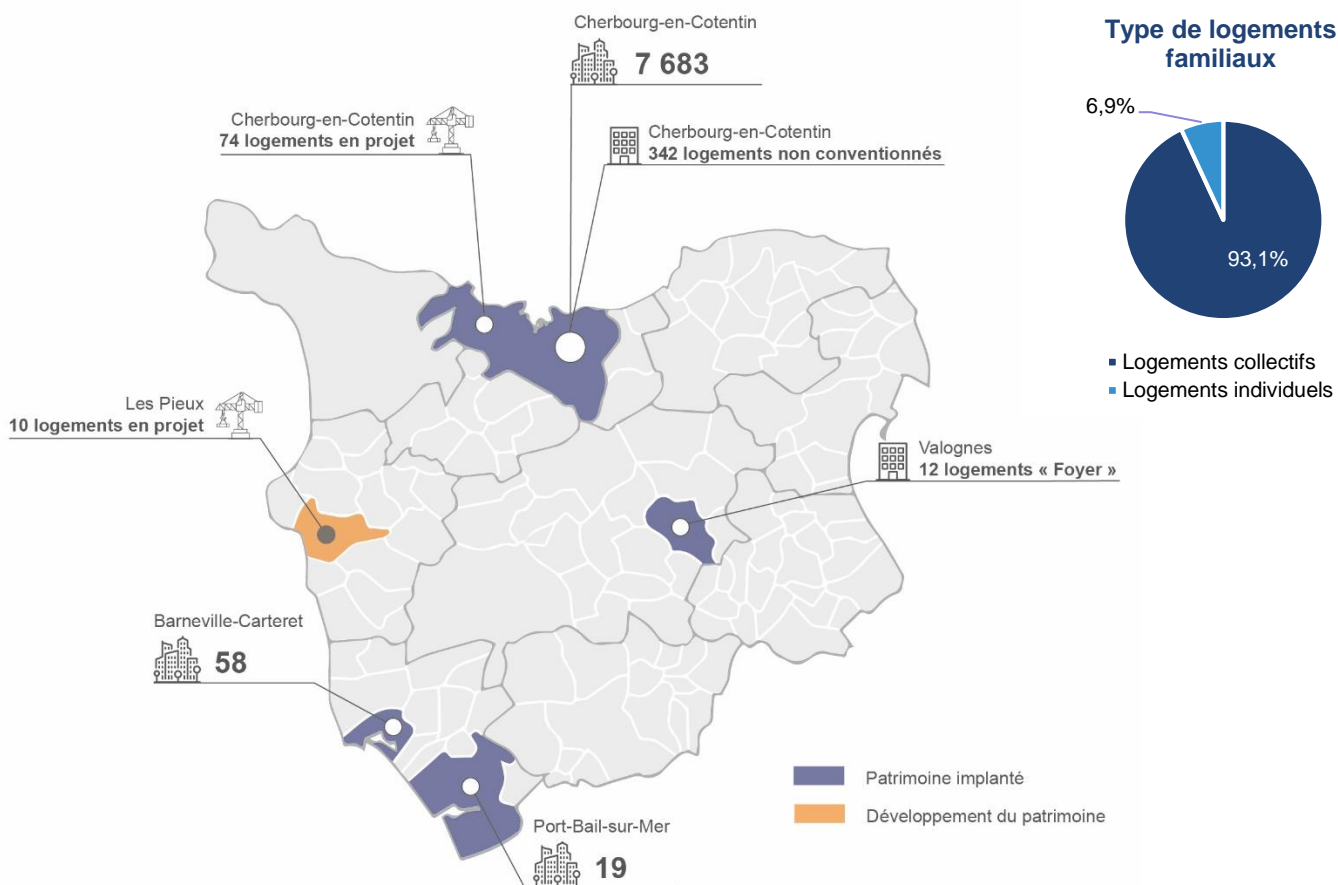 Cherbourg-en-Cotentin
7 683
Cherbourg-en-Cotentin
74 logements en projet
Cherbourg-en-Cotentin
342 logements non conventionnés
Les Pieux
10 logements en projet
Valognes
12 logements « Foyer »
Barneville-Carteret
58
Port-Bail-sur-Mer
19
Patrimoine implanté
Développement du patrimoine
Type de logements
familiaux
6,9%
93,1%
Logements collectifs
Logements individuels